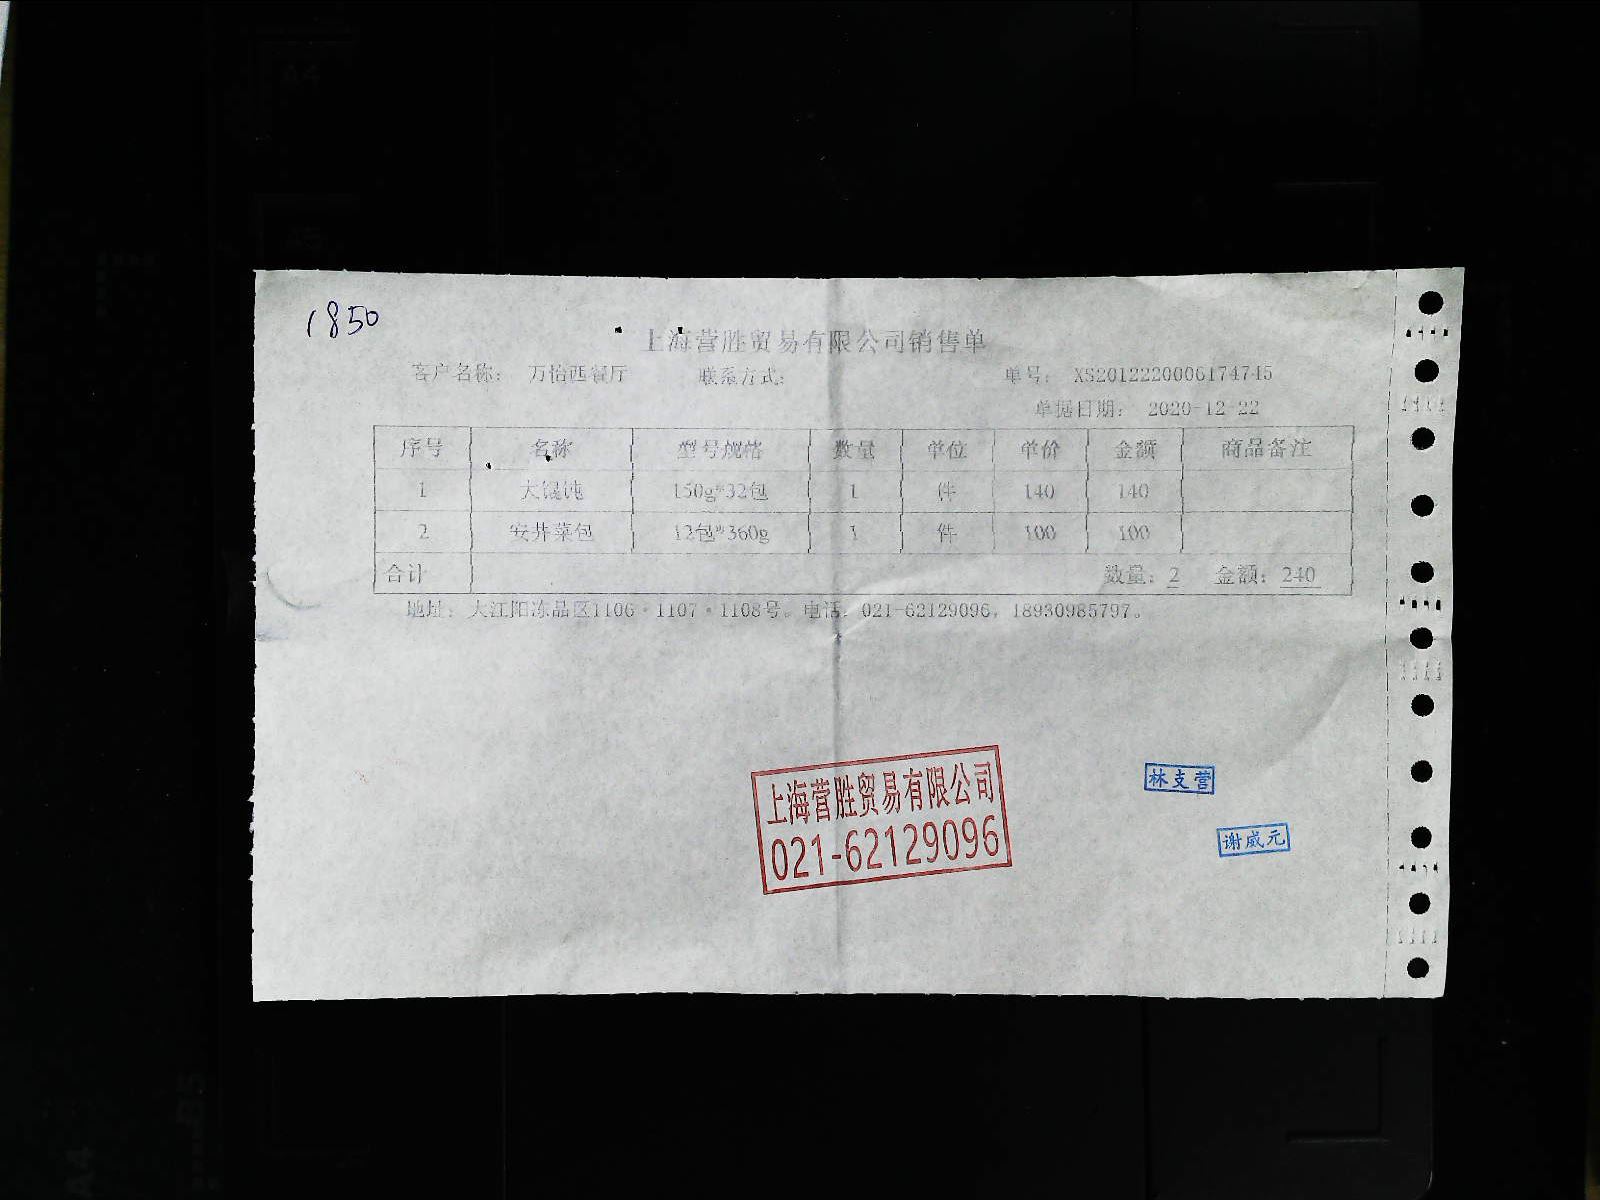 1850
上海营胜贸易有限公司销售单
客户名称： 万怡西餐厅 联系方式： 单号： XS2012220006174745
单据日期： 2020-12-22
序号 名称 型号规格 数量 单位 单价 金额 商品备注
1 大馄饨 150g*32包 1 件 140 140
2 安井菜包 12包*360g 1 件 100 100
合计 数量：2 金额：240
地址：大江阳冻品区1106·1107·1108号。电话：021-62129096，18930985797。
上海营胜贸易有限公司
021-62129096
林支营
谢威元